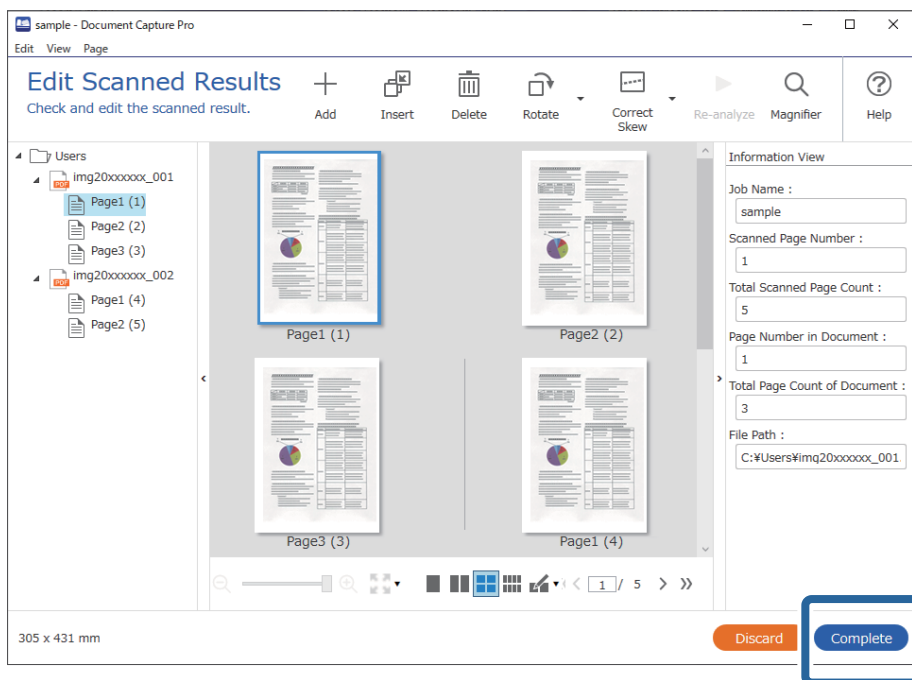 sample - Document Capture Pro
Edit View Page
Edit Scanned Results
Check and edit the scanned result.
Add
Insert
Delete
Rotate
Correct
Skew
Re-analyze
Magnifier
Help
Users
PDF img20xxxxxx_001
Page1 (1)
Page2 (2)
Page3 (3)
PDF img20xxxxxx_002
Page1 (4)
Page2 (5)
Page1 (1)
Page2 (2)
Page3 (3)
Page1 (4)
1 / 5
Information View
Job Name :
sample
Scanned Page Number :
1
Total Scanned Page Count :
5
Page Number in Document :
1
Total Page Count of Document :
3
File Path :
C:¥Users¥img20xxxxxx_001
305 x 431 mm
Discard
Complete